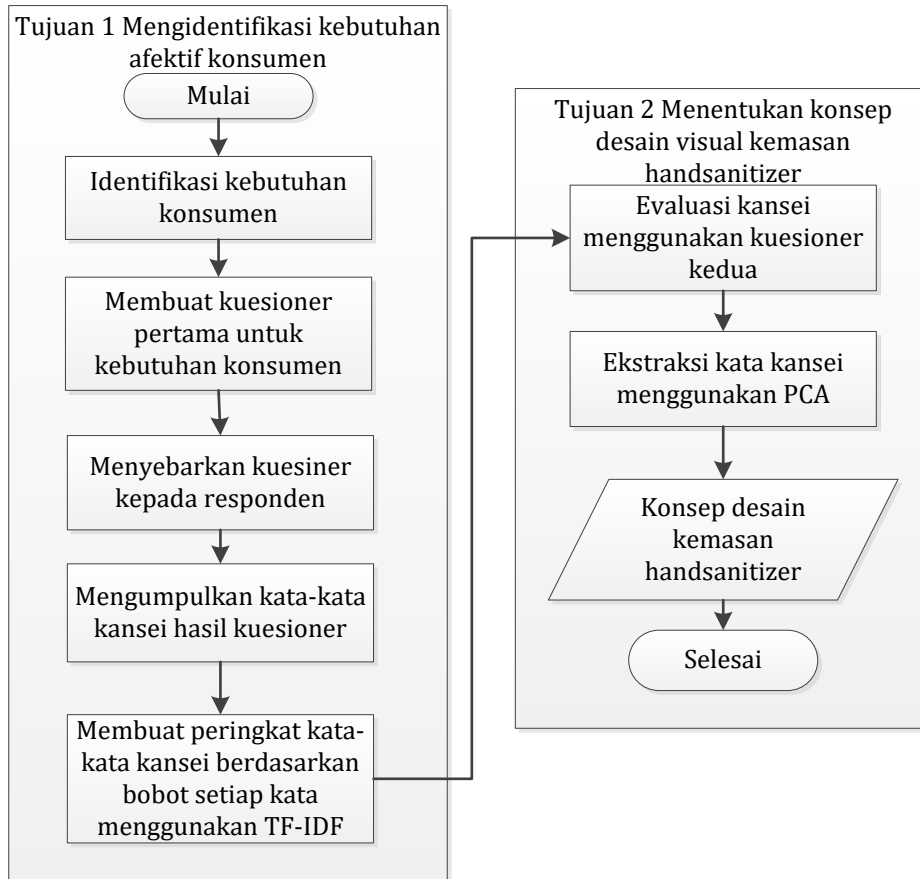 Tujuan 1 Mengidentifikasi kebutuhan
afektif konsumen
Mulai
Identifikasi kebutuhan
konsumen
Membuat kuesioner
pertama untuk
kebutuhan konsumen
Menyebarkan kuesiner
kepada responden
Mengumpulkan kata-kata
kansei hasil kuesioner
Membuat peringkat kata-
kata kansei berdasarkan
bobot setiap kata
menggunakan TF-IDF
Tujuan 2 Menentukan konsep
desain visual kemasan
handsanitizer
Evaluasi kansei
menggunakan kuesioner
kedua
Ekstraksi kata kansei
menggunakan PCA
Konsep desain
kemasan
handsanitizer
Selesai